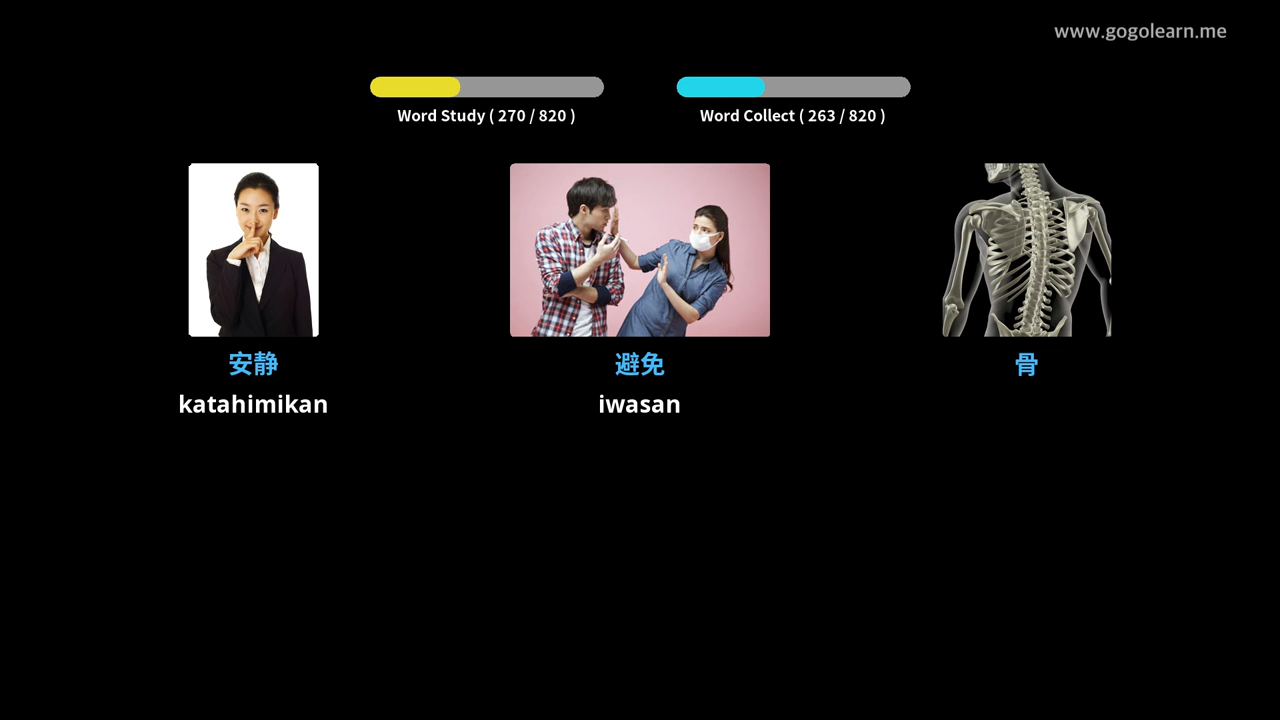 www.gogolearn.me
Word Study ( 270 / 820 )
Word Collect ( 263 / 820 )
安静
避免
骨
katahimikan
iwasan